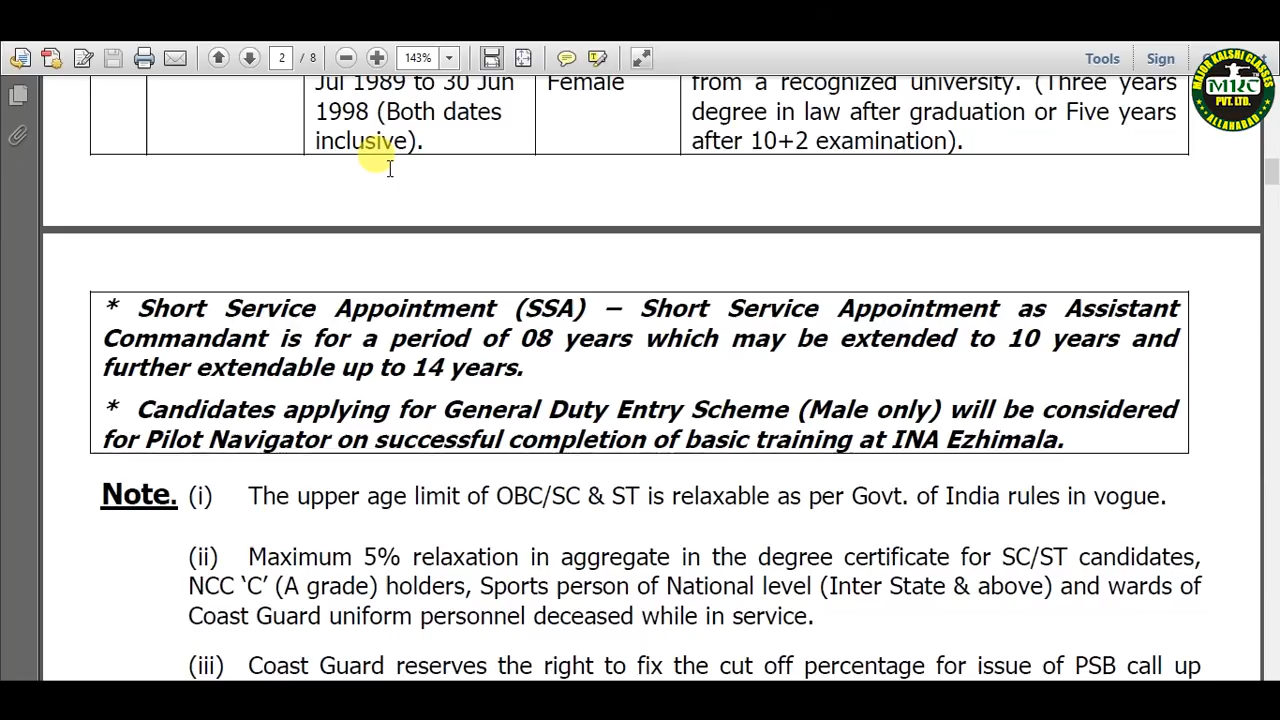 2 / 8
143%
Tools
Sign
MAJOR KALSHI CLASSES
MKC
PVT. LTD.
ALLAHABAD
Jul 1989 to 30 Jun
1998 (Both dates
inclusive).
Female
from a recognized university. (Three years
degree in law after graduation or Five years
after 10+2 examination).
* Short Service Appointment (SSA) – Short Service Appointment as Assistant
Commandant is for a period of 08 years which may be extended to 10 years and
further extendable up to 14 years.
* Candidates applying for General Duty Entry Scheme (Male only) will be considered
for Pilot Navigator on successful completion of basic training at INA Ezhimala.
Note. (i) The upper age limit of OBC/SC & ST is relaxable as per Govt. of India rules in vogue.
(ii) Maximum 5% relaxation in aggregate in the degree certificate for SC/ST candidates,
NCC ‘C’ (A grade) holders, Sports person of National level (Inter State & above) and wards of
Coast Guard uniform personnel deceased while in service.
(iii) Coast Guard reserves the right to fix the cut off percentage for issue of PSB call up